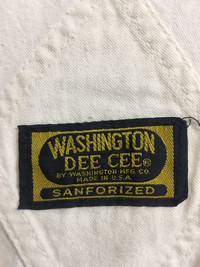 WASHINGTON
DEE CEE®
BY WASHINGTON MFG. CO.
MADE IN U.S.A.
SANFORIZED